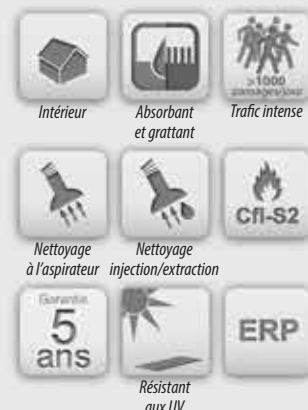 Intérieur
Absorbant
et grattant
>1000
passages/jour
Trafic intense
Nettoyage
à l'aspirateur
Nettoyage
injection/extraction
Cfl-S2
Garantie
5
ans
Résistant
aux UV
ERP